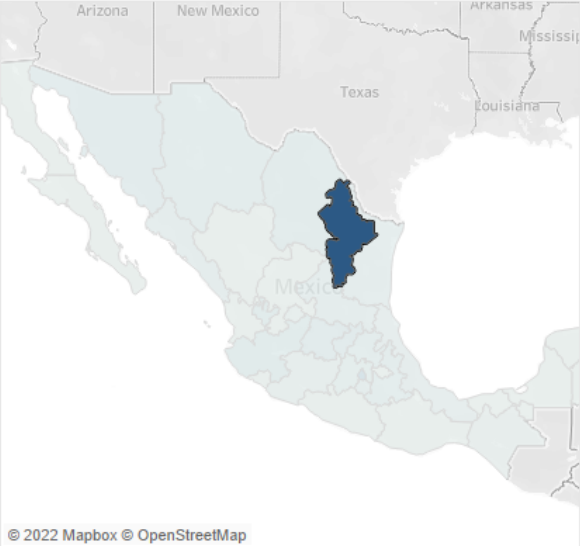 Arizona
New Mexico
Arkansas
Mississip
Texas
Louisiana
Mexico
© 2022 Mapbox © OpenStreetMap